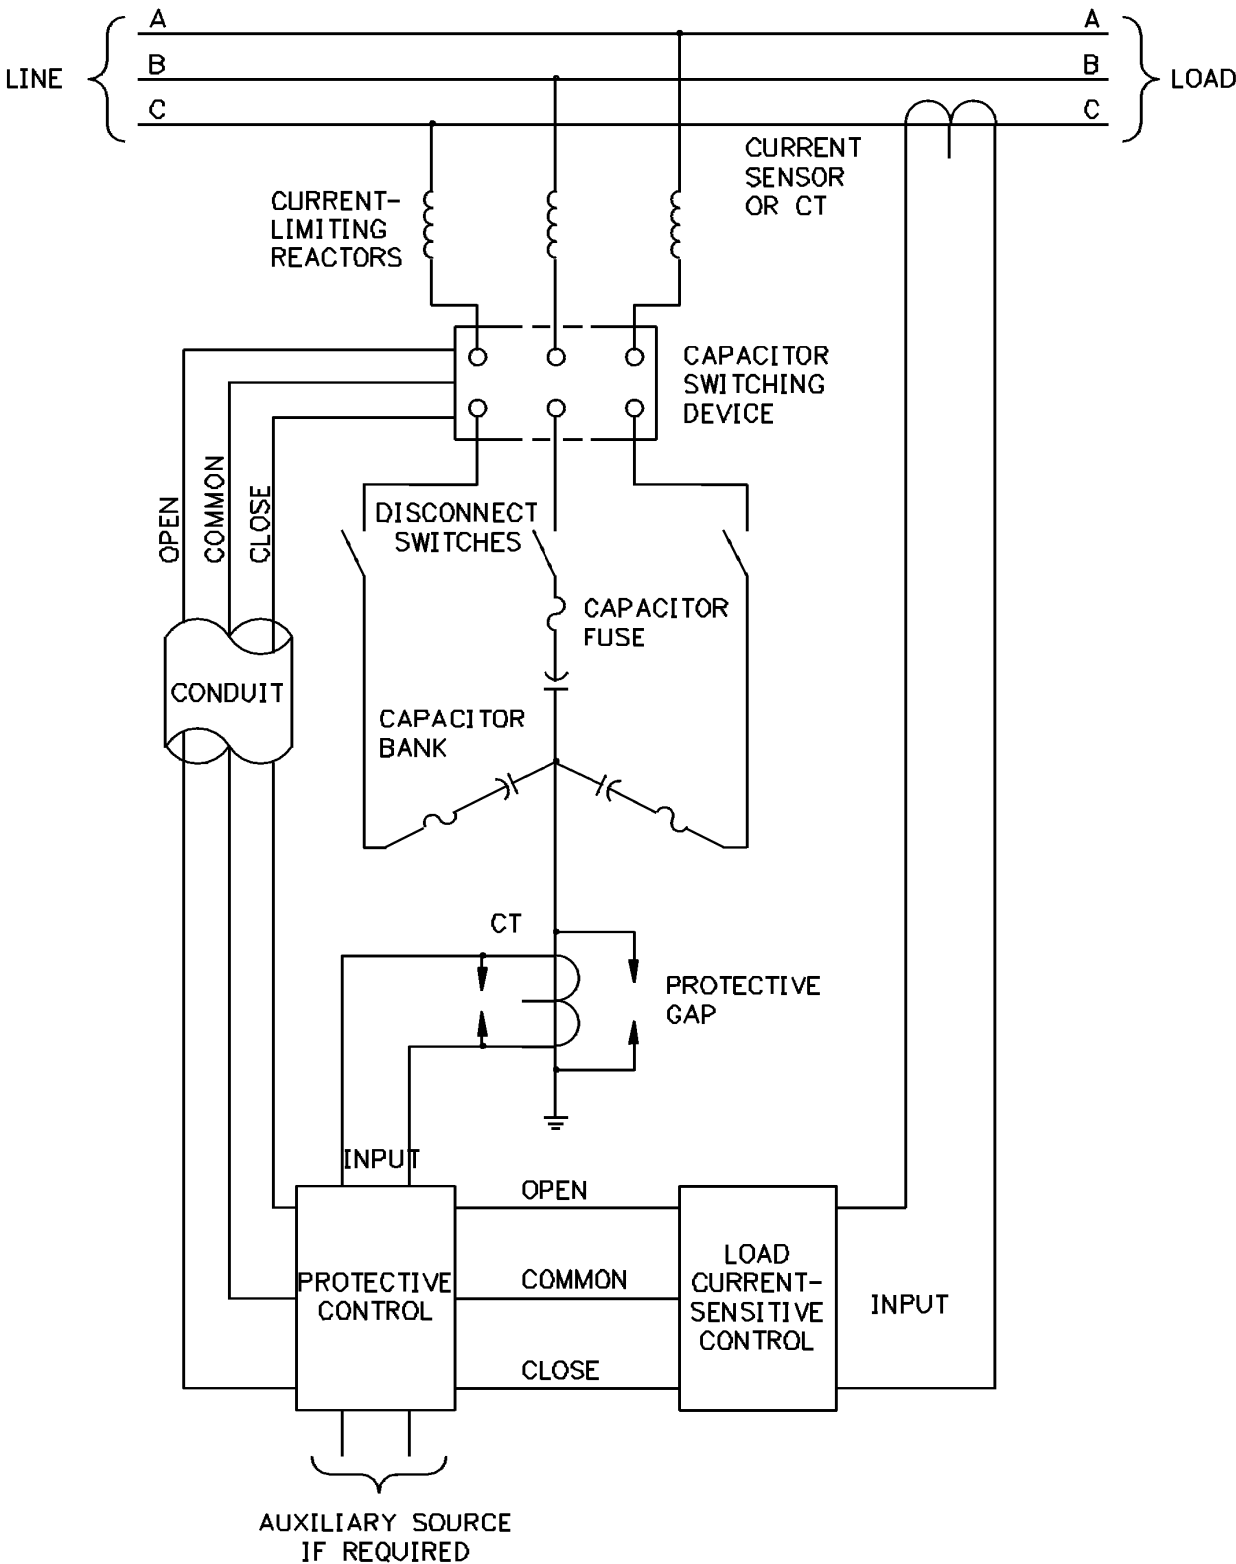 A
A
LINE
B
B
LOAD
C
C
CURRENT
SENSOR
OR CT
CURRENT-
LIMITING
REACTORS
CAPACITOR
SWITCHING
DEVICE
OPEN
COMMON
CLOSE
DISCONNECT
SWITCHES
CAPACITOR
FUSE
CONDUIT
CAPACITOR
BANK
CT
PROTECTIVE
GAP
INPUT
OPEN
PROTECTIVE
CONTROL
COMMON
LOAD
CURRENT-
SENSITIVE
CONTROL
INPUT
CLOSE
AUXILIARY SOURCE
IF REQUIRED